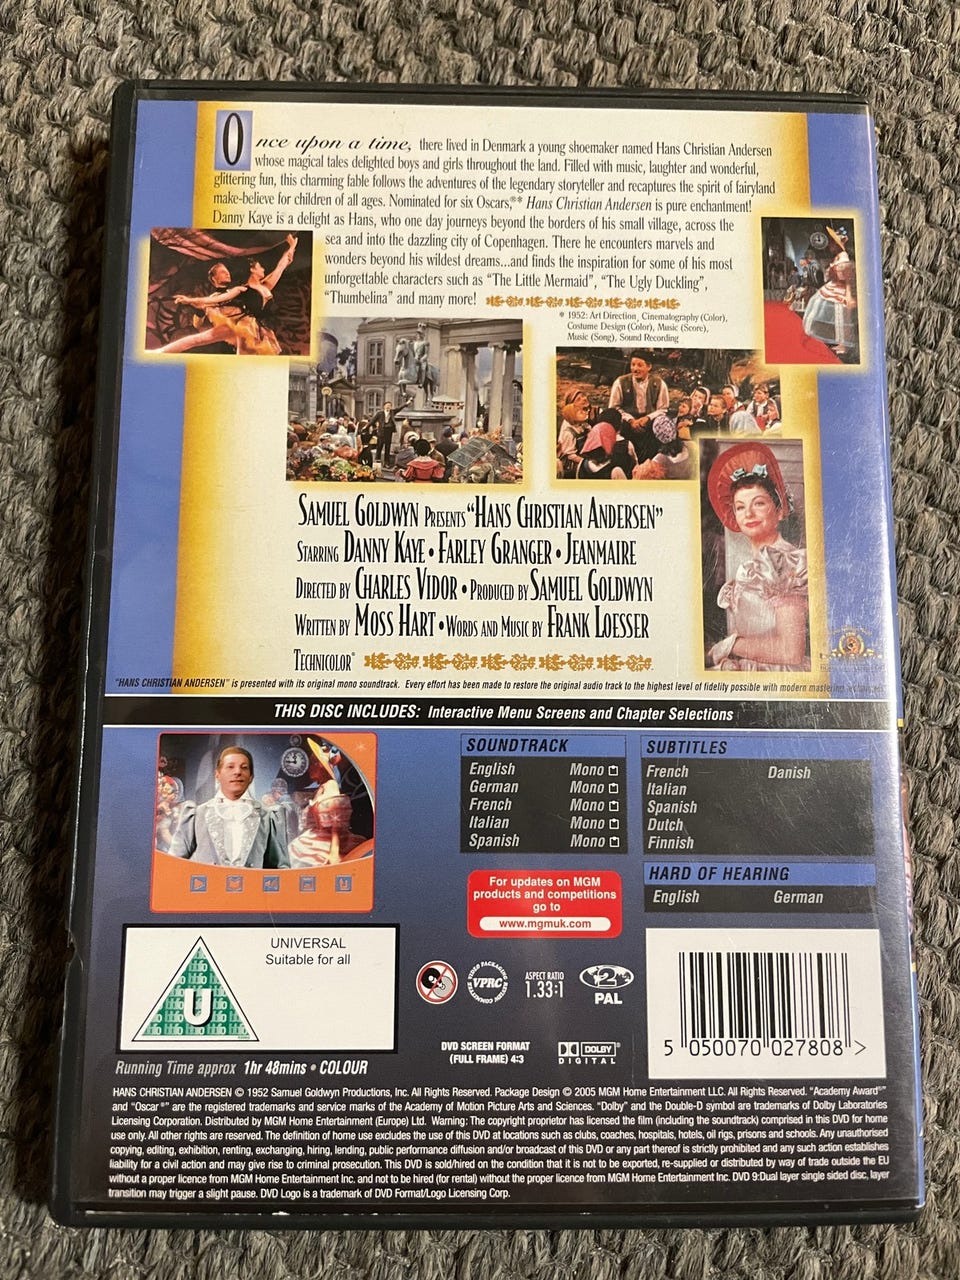 Once upon a time, there lived in Denmark a young shoemaker named Hans Christian Andersen
whose magical tales delighted boys and girls throughout the land. Filled with music, laughter and wonderful,
glittering fun, this charming fable follows the adventures of the legendary storyteller and recaptures the spirit of fairyland
make-believe for children of all ages. Nominated for six Oscars,®* Hans Christian Andersen is pure enchantment!
Danny Kaye is a delight as Hans, who one day journeys beyond the borders of his small village, across the
sea and into the dazzling city of Copenhagen. There he encounters marvels and
wonders beyond his wildest dreams...and finds the inspiration for some of his most
unforgettable characters such as “The Little Mermaid”, “The Ugly Duckling”,
“Thumbelina” and many more!
* 1952: Art Direction, Cinematography (Color),
Costume Design (Color), Music (Score),
Music (Song), Sound Recording
SAMUEL GOLDWYN PRESENTS “HANS CHRISTIAN ANDERSEN”
STARRING DANNY KAYE • FARLEY GRANGER • JEANMAIRE
DIRECTED BY CHARLES VIDOR • PRODUCED BY SAMUEL GOLDWYN
WRITTEN BY MOSS HART • WORDS AND MUSIC BY FRANK LOESSER
TECHNICOLOR®
"HANS CHRISTIAN ANDERSEN" is presented with its original mono soundtrack. Every effort has been made to restore the original audio track to the highest level of fidelity possible with modern mastering techniques.
THIS DISC INCLUDES: Interactive Menu Screens and Chapter Selections
SOUNDTRACK
English Mono
German Mono
French Mono
Italian Mono
Spanish Mono
SUBTITLES
French Danish
Italian
Spanish
Dutch
Finnish
HARD OF HEARING
English German
For updates on MGM
products and competitions
go to
www.mgmuk.com
U
UNIVERSAL
Suitable for all
VIDEO PACKAGING REVIEW COMMITTEE
VPRC
ASPECT RATIO
1.33:1
2
PAL
DVD SCREEN FORMAT
(FULL FRAME) 4:3
DOLBY®
DIGITAL
5 050070 027808 >
Running Time approx 1hr 48mins • COLOUR
HANS CHRISTIAN ANDERSEN © 1952 Samuel Goldwyn Productions, Inc. All Rights Reserved. Package Design © 2005 MGM Home Entertainment LLC. All Rights Reserved. “Academy Award®”
and “Oscar®” are the registered trademarks and service marks of the Academy of Motion Picture Arts and Sciences. “Dolby” and the Double-D symbol are trademarks of Dolby Laboratories
Licensing Corporation. Distributed by MGM Home Entertainment (Europe) Ltd. Warning: The copyright proprietor has licensed the film (including the soundtrack) comprised in this DVD for home
use only. All other rights are reserved. The definition of home use excludes the use of this DVD at locations such as clubs, coaches, hospitals, hotels, oil rigs, prisons and schools. Any unauthorised
copying, editing, exhibition, renting, exchanging, hiring, lending, public performance diffusion and/or broadcast of this DVD or any part thereof is strictly prohibited and any such action establishes
liability for a civil action and may give rise to criminal prosecution. This DVD is sold/hired on the condition that it is not to be exported, re-supplied or distributed by way of trade outside the EU
without a proper licence from MGM Home Entertainment Inc. and not to be hired (for rental) without the proper licence from MGM Home Entertainment Inc. DVD 9:Dual layer single sided disc, layer
transition may trigger a slight pause. DVD Logo is a trademark of DVD Format/Logo Licensing Corp.